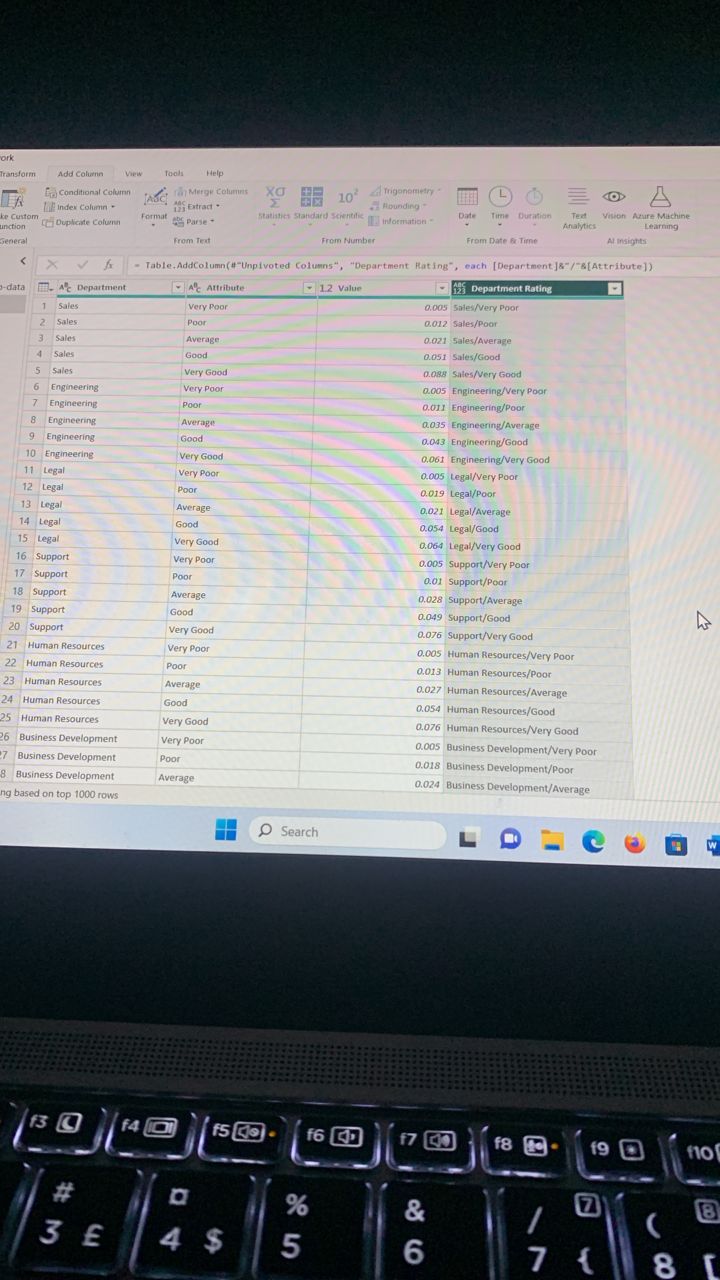 ork
Transform Add Column View Tools Help
Conditional Column
Index Column
Duplicate Column
ke Custom
unction
General
Format
Merge Columns
Extract
Parse
From Text
Statistics Standard Scientific
Trigonometry
Rounding
Information
From Number
Date Time Duration
From Date & Time
Text Analytics Vision Azure Machine Learning
AI Insights
= Table.AddColumn(#"Unpivoted Columns", "Department Rating", each [Department]&"/"&[Attribute])
-data
Department Attribute 1.2 Value Department Rating
1 Sales Very Poor 0.005 Sales/Very Poor
2 Sales Poor 0.012 Sales/Poor
3 Sales Average 0.021 Sales/Average
4 Sales Good 0.051 Sales/Good
5 Sales Very Good 0.088 Sales/Very Good
6 Engineering Very Poor 0.005 Engineering/Very Poor
7 Engineering Poor 0.011 Engineering/Poor
8 Engineering Average 0.035 Engineering/Average
9 Engineering Good 0.043 Engineering/Good
10 Engineering Very Good 0.061 Engineering/Very Good
11 Legal Very Poor 0.005 Legal/Very Poor
12 Legal Poor 0.019 Legal/Poor
13 Legal Average 0.021 Legal/Average
14 Legal Good 0.054 Legal/Good
15 Legal Very Good 0.064 Legal/Very Good
16 Support Very Poor 0.005 Support/Very Poor
17 Support Poor 0.01 Support/Poor
18 Support Average 0.028 Support/Average
19 Support Good 0.049 Support/Good
20 Support Very Good 0.076 Support/Very Good
21 Human Resources Very Poor 0.005 Human Resources/Very Poor
22 Human Resources Poor 0.013 Human Resources/Poor
23 Human Resources Average 0.027 Human Resources/Average
24 Human Resources Good 0.054 Human Resources/Good
25 Human Resources Very Good 0.076 Human Resources/Very Good
26 Business Development Very Poor 0.005 Business Development/Very Poor
27 Business Development Poor 0.018 Business Development/Poor
8 Business Development Average 0.024 Business Development/Average
ng based on top 1000 rows
Search
f3 f4 f5 f6 f7 f8 f9 f10
# ¤ % & / 7 ( 8
3 £ 4 $ 5 6 7 { 8 [